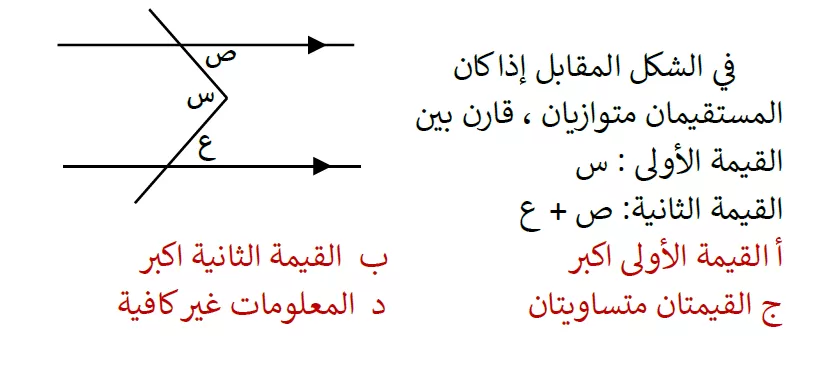 في الشكل المقابل إذا كان
المستقيمان متوازيان ، قارن بين
القيمة الأولى : س
القيمة الثانية: ص + ع
أ القيمة الأولى اكبر
ب القيمة الثانية اكبر
ج القيمتان متساويتان
د المعلومات غير كافية
ص
س
ع